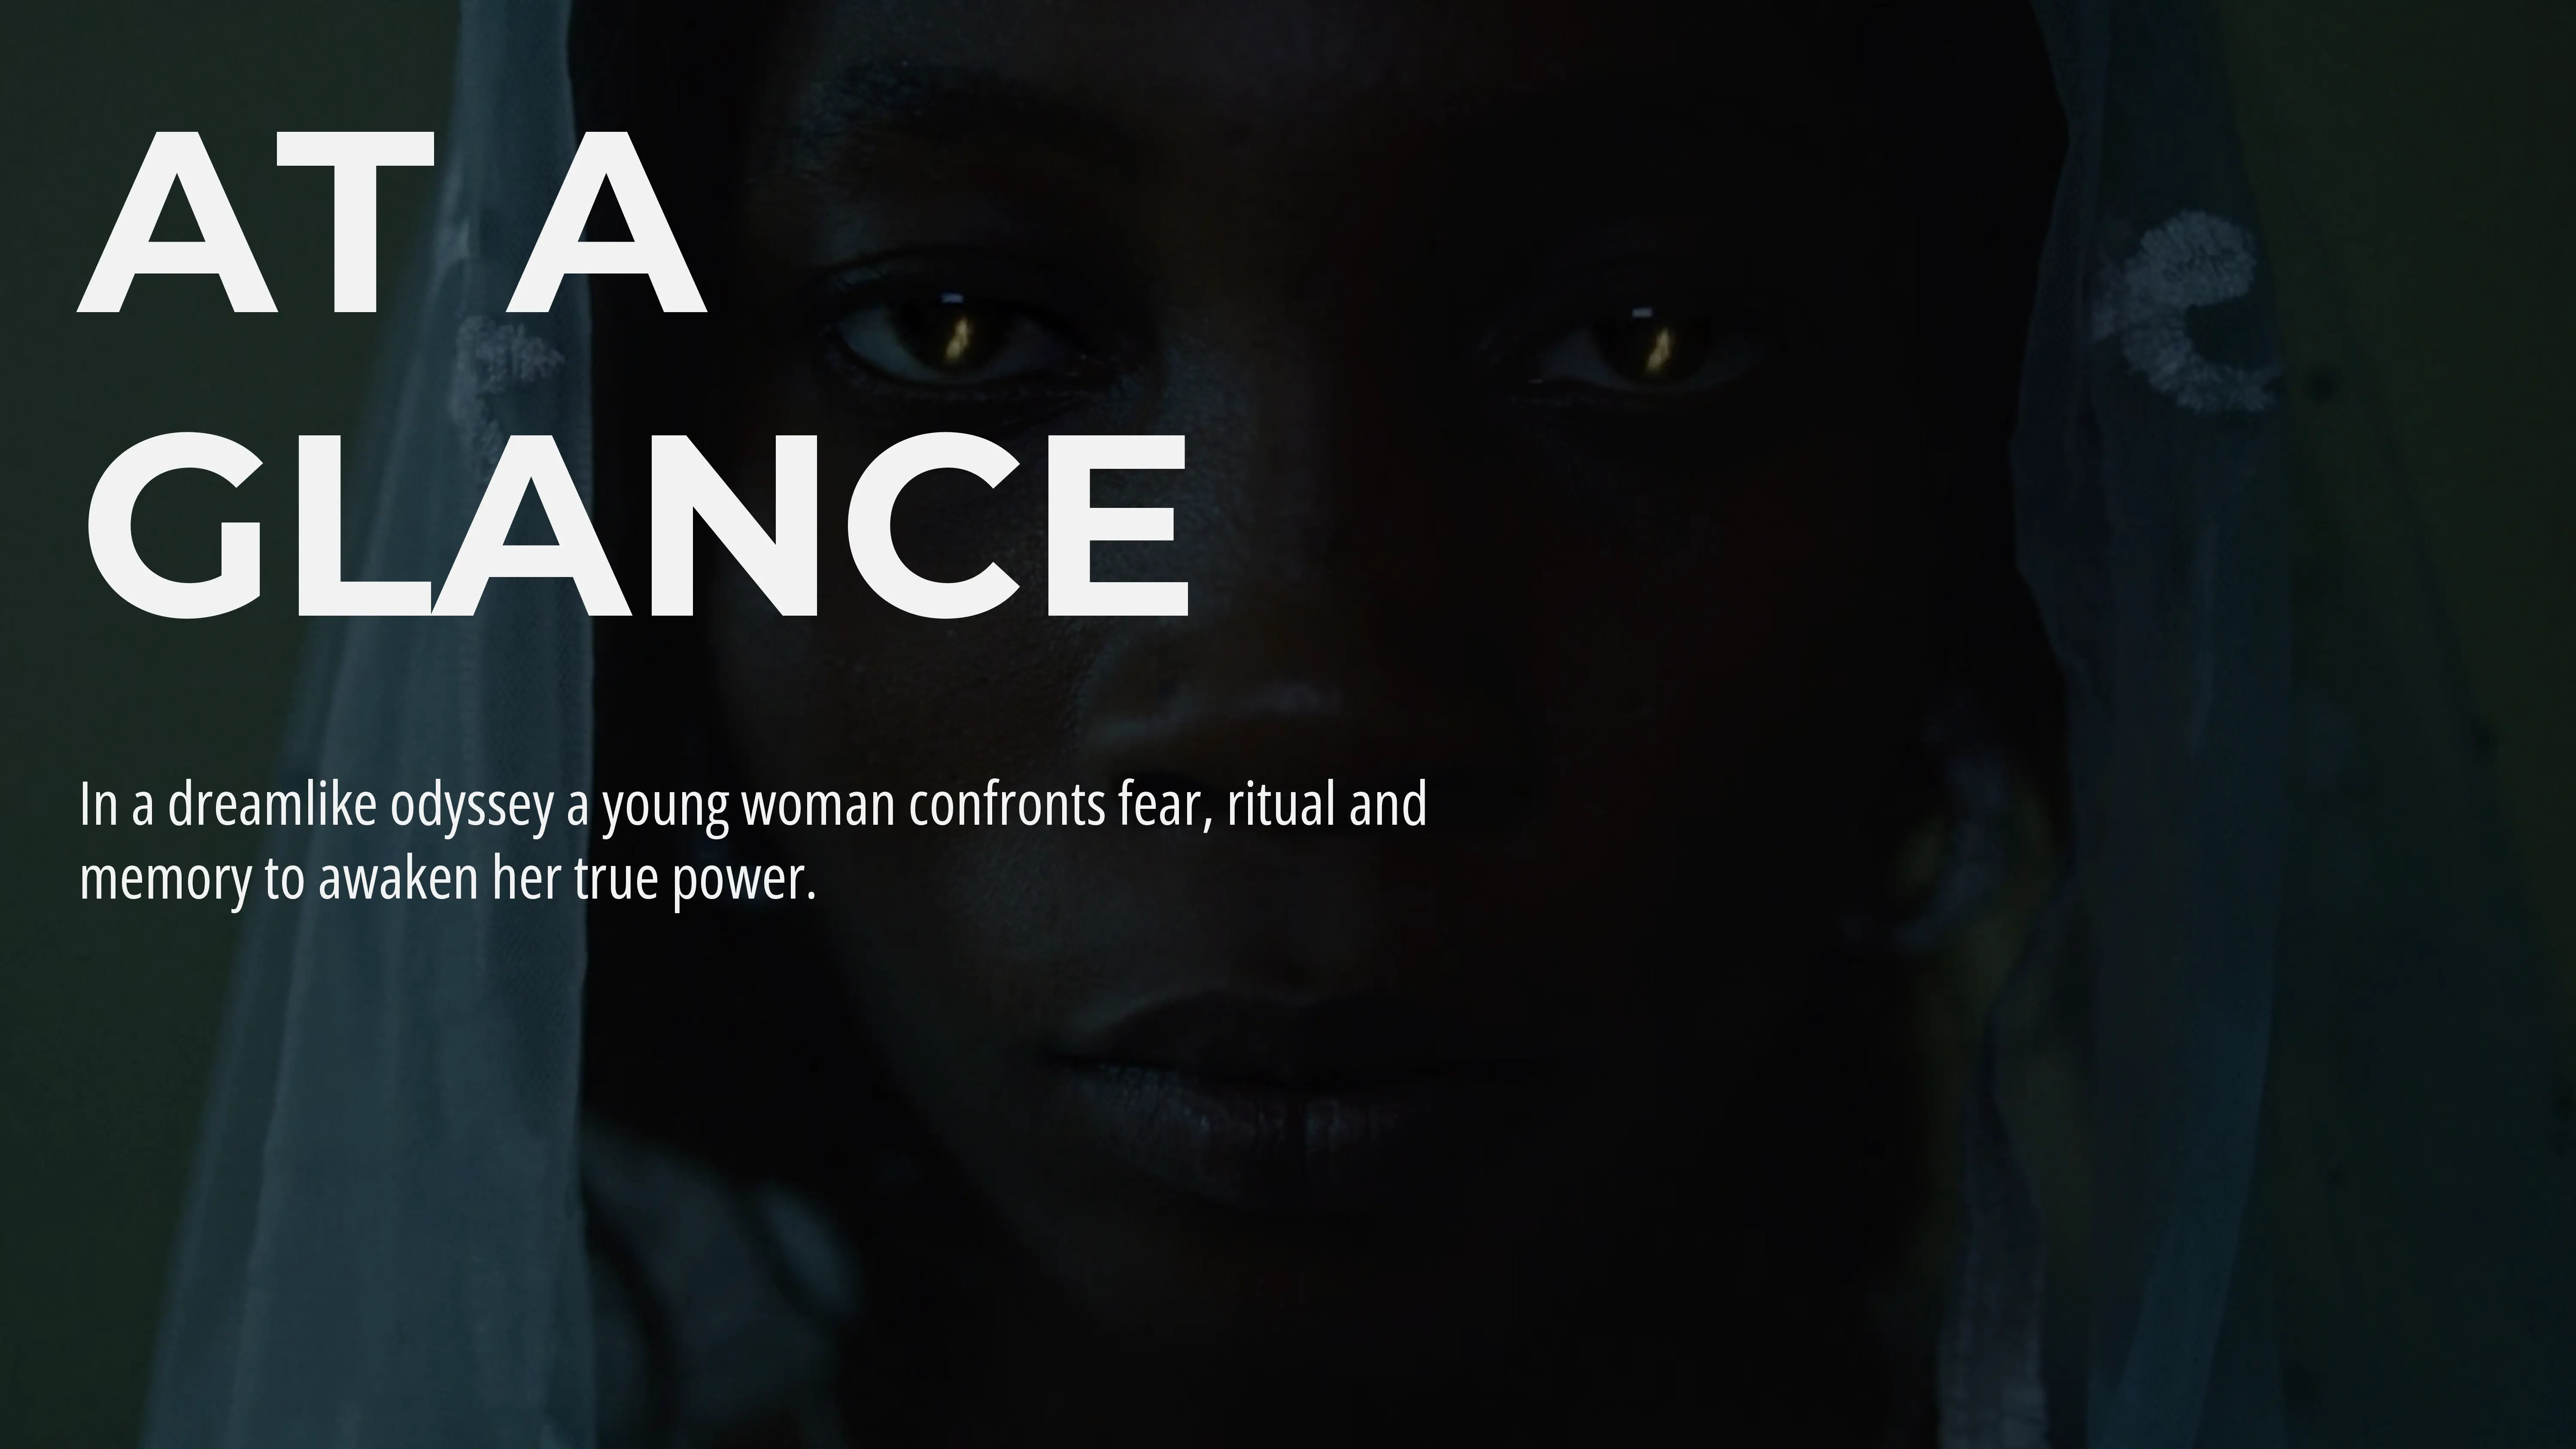 AT A
GLANCE
In a dreamlike odyssey a young woman confronts fear, ritual and
memory to awaken her true power.